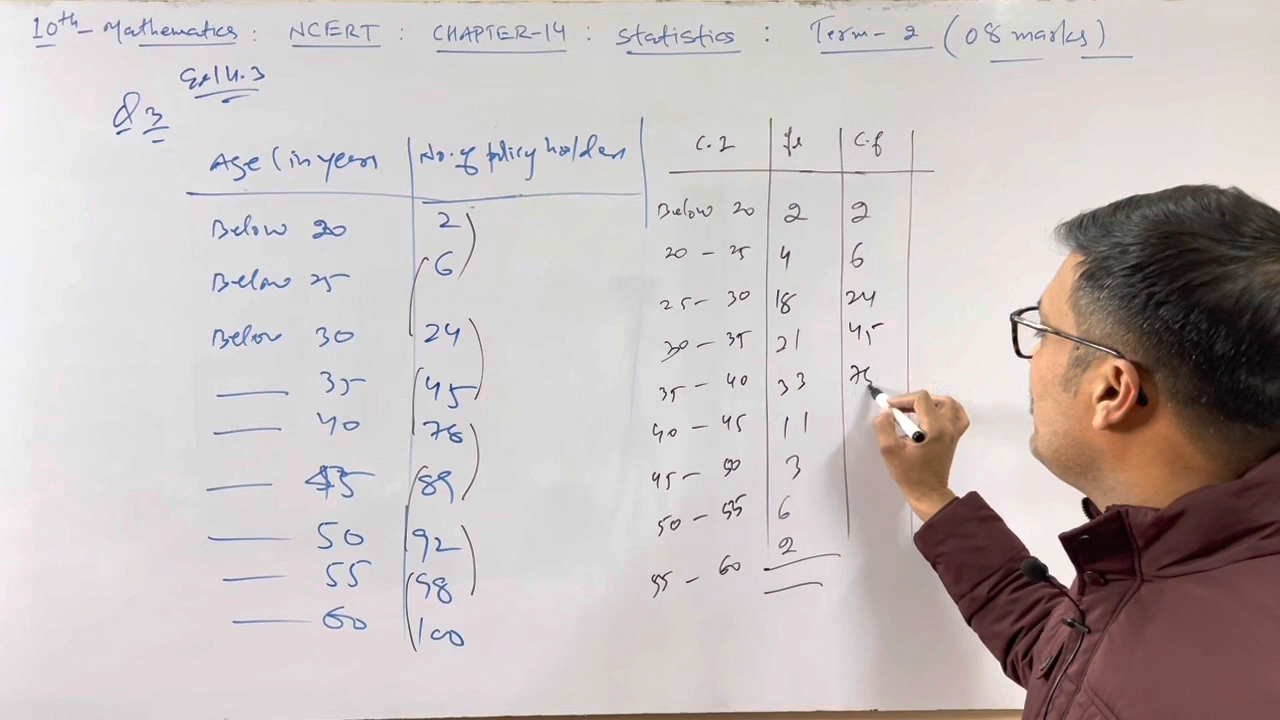 10th Mathematics : NCERT : CHAPTER-14 : Statistics : Term-2 (08 marks)
Ex14.3
Q3
Age (in years | No. of policy holders
Below 20 2
Below 25 6
Below 30 24
— 35 45
— 40 78
— 45 89
— 50 92
— 55 98
— 60 100
C.I fi C.f
Below 20 2 2
20 - 25 4 6
25 - 30 18 24
30 - 35 21 45
35 - 40 33 78
40 - 45 11
45 - 50 3
50 - 55 6
55 - 60 2